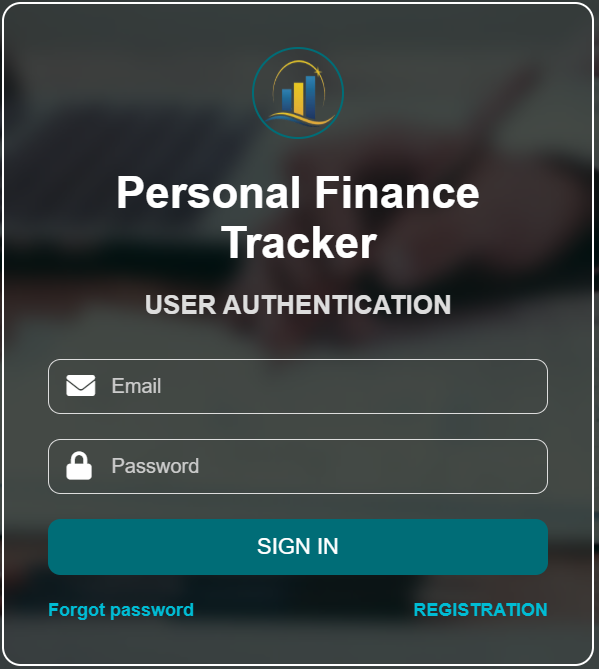 Personal Finance
Tracker
USER AUTHENTICATION
Email
Password
SIGN IN
Forgot password
REGISTRATION